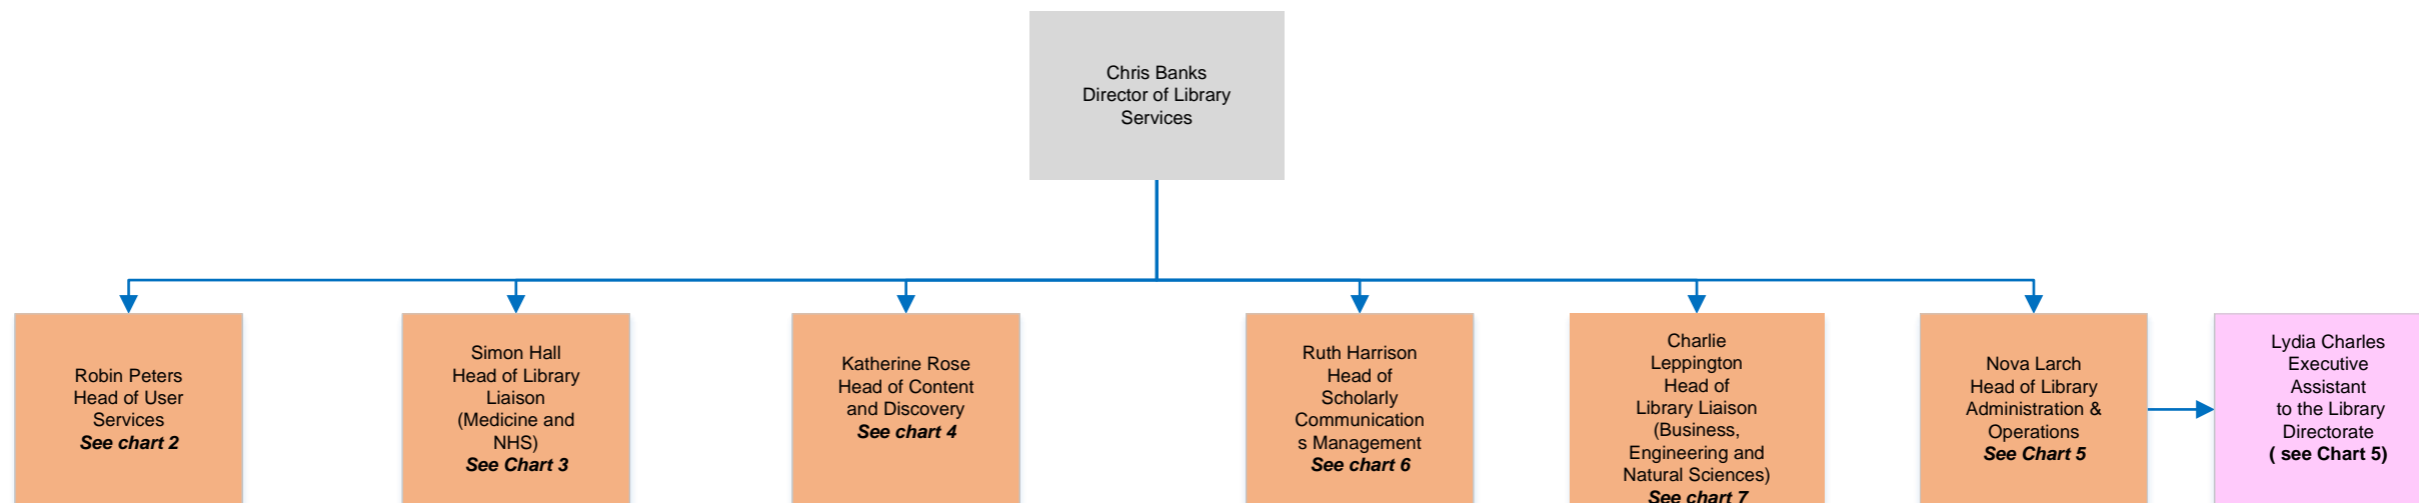 Chris Banks
Director of Library
Services
Robin Peters
Head of User
Services
See chart 2
Simon Hall
Head of Library
Liaison
(Medicine and
NHS)
See Chart 3
Katherine Rose
Head of Content
and Discovery
See chart 4
Ruth Harrison
Head of
Scholarly
Communication
s Management
See chart 6
Charlie
Leppington
Head of
Library Liaison
(Business,
Engineering and
Natural Sciences)
See chart 7
Nova Larch
Head of Library
Administration &
Operations
See Chart 5
Lydia Charles
Executive
Assistant
to the Library
Directorate
( see Chart 5)